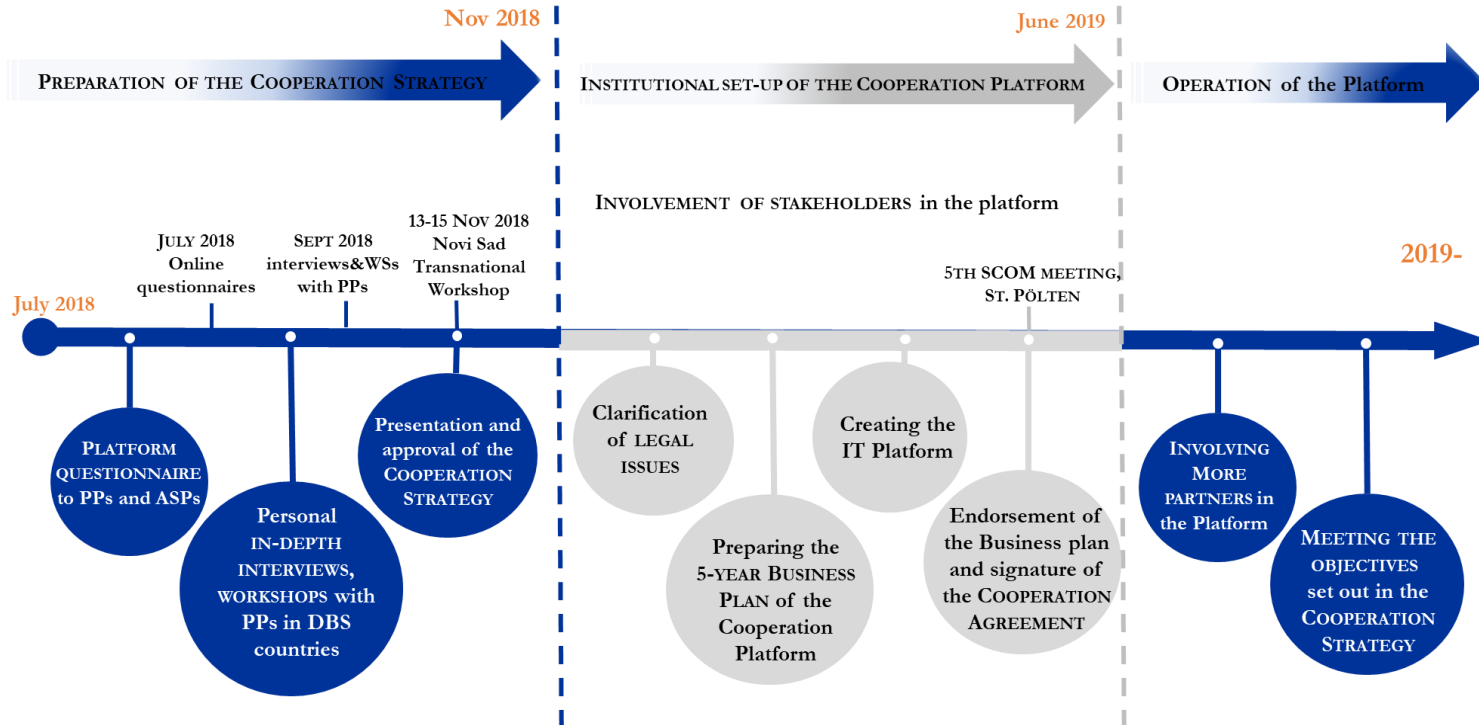 Nov 2018
June 2019
PREPARATION OF THE COOPERATION STRATEGY
INSTITUTIONAL SET-UP OF THE COOPERATION PLATFORM
OPERATION of the Platform
INVOLVEMENT OF STAKEHOLDERS in the platform
July 2018
JULY 2018
Online
questionnaires
SEPT 2018
interviews&WSs
with PPs
13-15 NOV 2018
Novi Sad
Transnational
Workshop
5TH SCOM MEETING,
ST. PÖLTEN
2019-
PLATFORM
QUESTIONNAIRE
to PPs and ASPs
Personal
IN-DEPTH
INTERVIEWS,
WORKSHOPS with
PPs in DBS
countries
Presentation and
approval of the
COOPERATION
STRATEGY
Clarification
of LEGAL
ISSUES
Preparing the
5-YEAR BUSINESS
PLAN of the
Cooperation
Platform
Creating the
IT Platform
Endorsement of
the Business plan
and signature of
the COOPERATION
AGREEMENT
INVOLVING
MORE
PARTNERS in
the Platform
MEETING THE
OBJECTIVES
set out in the
COOPERATION
STRATEGY